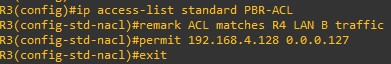 R3(config)#ip access-list standard PBR-ACL
R3(config-std-nacl)#remark ACL matches R4 LAN B traffic
R3(config-std-nacl)#permit 192.168.4.128 0.0.0.127
R3(config-std-nacl)#exit